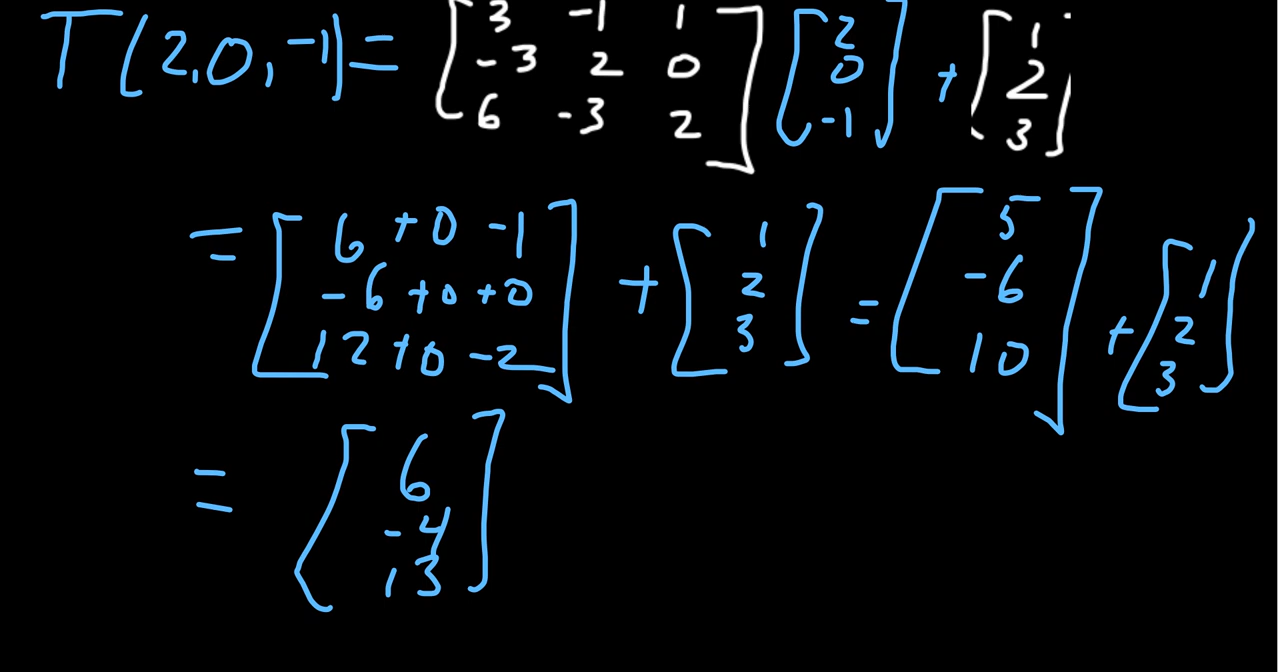 T(2,0,-1) = [3 -1 1; -3 2 0; 6 -3 2] [2; 0; -1] + [1; 2; 3]
= [6 +0 -1; -6 +0 +0; 12 +0 -2] + [1; 2; 3] = [5; -6; 10] + [1; 2; 3]
= [6; -4; 13]